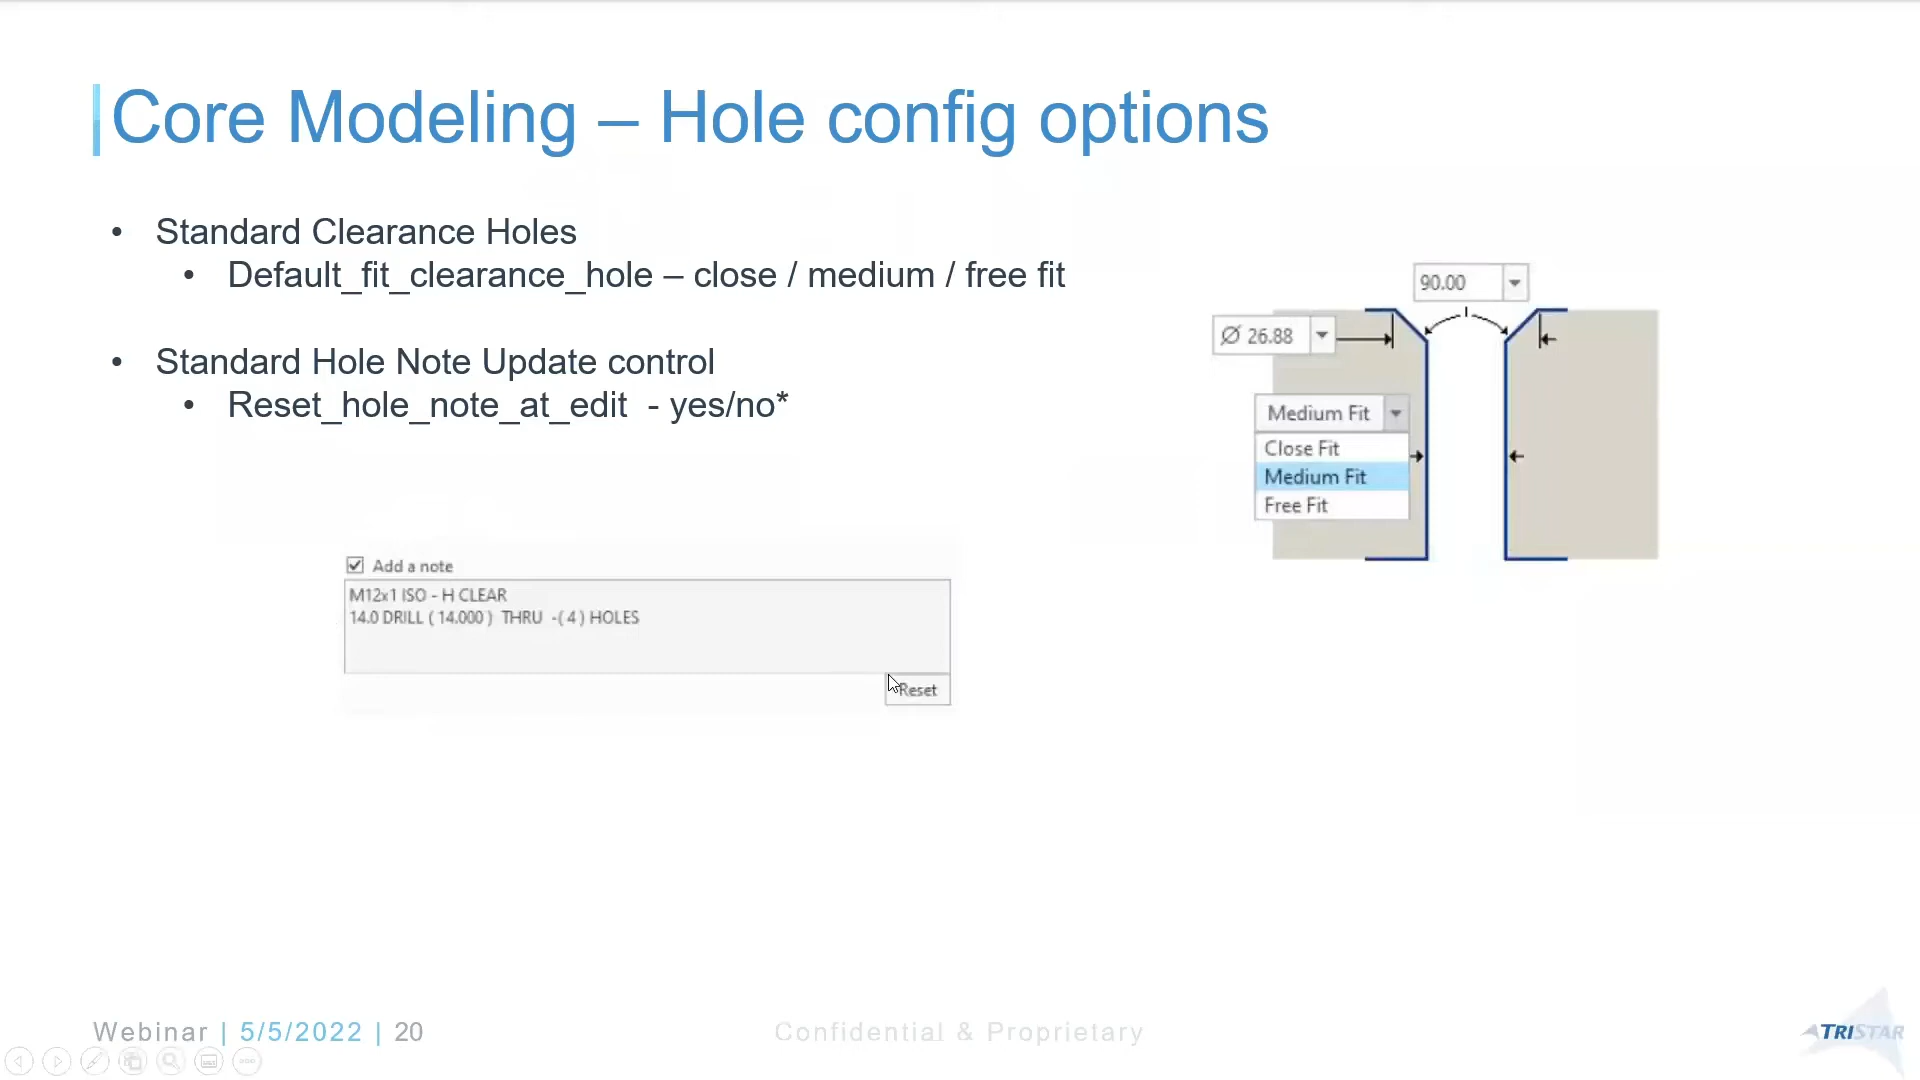 Core Modeling – Hole config options
• Standard Clearance Holes
• Default_fit_clearance_hole – close / medium / free fit
• Standard Hole Note Update control
• Reset_hole_note_at_edit - yes/no*
90.00
Ø 26.88
Medium Fit
Close Fit
Medium Fit
Free Fit
Add a note
M12x1 ISO - H CLEAR
14.0 DRILL ( 14.000 ) THRU -( 4 ) HOLES
Reset
Webinar | 5/5/2022 | 20
Confidential & Proprietary
TRISTAR